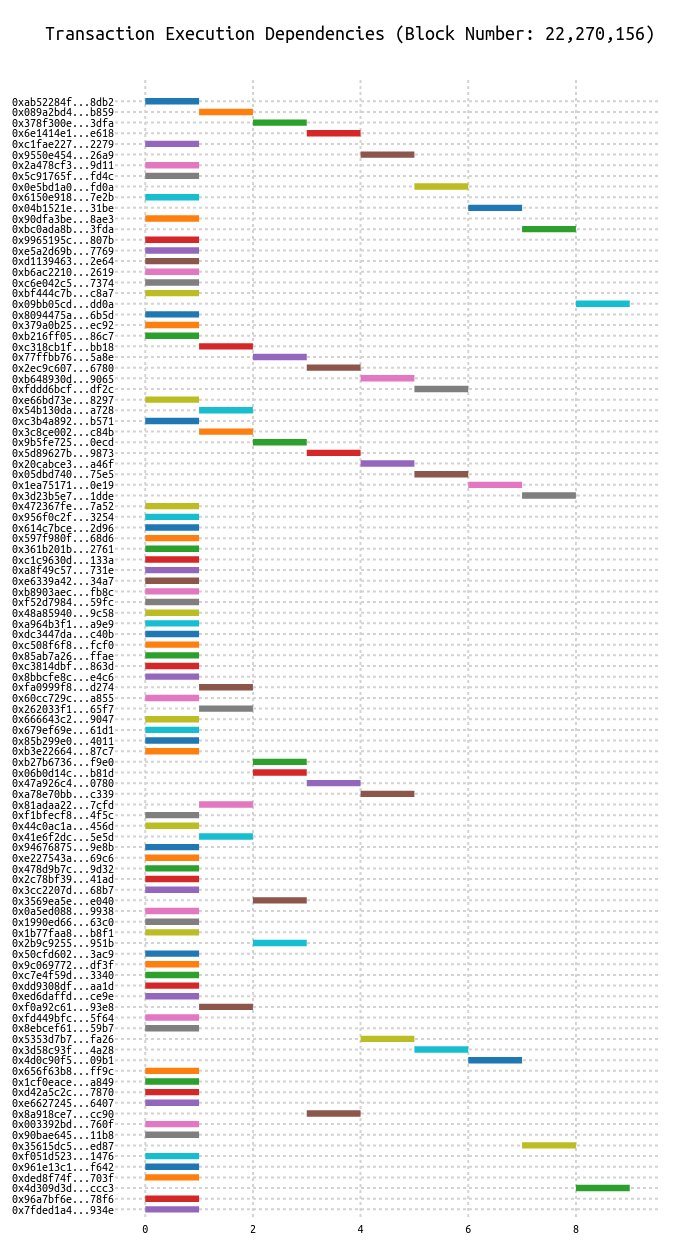 Transaction Execution Dependencies (Block Number: 22,270,156)
0xab52284f...8db2
0x089a2bd4...b859
0x378f300e...3dfa
0x6e1414e1...e618
0xc1fae227...2279
0x9550e454...26a9
0x2a478cf3...9d11
0x5c91765f...fd4c
0x0e5bd1a0...fd0a
0x6150e918...7e2b
0x04b1521e...31be
0x90dfa3be...8ae3
0xbc0ada8b...3fda
0x9965195c...807b
0xe5a2d69b...7769
0xd1139463...2e64
0xb6ac2210...2619
0xc6e042c5...7374
0xbf444c7b...c8a7
0x09bb05cd...dd0a
0x8094475a...6b5d
0x379a0b25...ec92
0xb216ff05...86c7
0xc318cb1f...bb18
0x77ffbb76...5a8e
0x2ec9c607...6780
0xb648930d...9065
0xfddd6bcf...df2c
0xe66bd73e...8297
0x54b130da...a728
0xc3b4a892...b571
0x3c8ce002...c84b
0x9b5fe725...0ecd
0x5d89627b...9873
0x20cabce3...a46f
0x05dbd740...75e5
0x1ea75171...0e19
0x3d23b5e7...1dde
0x472367fe...7a52
0x956f0c2f...3254
0x614c7bce...2d96
0x597f980f...68d6
0x361b201b...2761
0xc1c9630d...133a
0xa8f49c57...731e
0xe6339a42...34a7
0xb8903aec...fb8c
0xf52d7984...59fc
0x48a85940...9c58
0xa964b3f1...a9e9
0xdc3447da...c40b
0xc508f6f8...fcf0
0x85ab7a26...ffae
0xc3814dbf...863d
0x8bbcfe8c...e4c6
0xfa0999f8...d274
0x60cc729c...a855
0x262033f1...65f7
0x666643c2...9047
0x679ef69e...61d1
0x85b299e0...4011
0xb3e22664...87c7
0xb27b6736...f9e0
0x06b0d14c...b81d
0x47a926c4...0780
0xa78e70bb...c339
0x81adaa22...7cfd
0xf1bfecf8...4f5c
0x44c0ac1a...456d
0x41e6f2dc...5e5d
0x94676875...9e8b
0xe227543a...69c6
0x478d9b7c...9d32
0x2c78bf39...41ad
0x3cc2207d...68b7
0x3569ea5e...e040
0x0a5ed088...9938
0x1990ed66...63c0
0x1b77faa8...b8f1
0x2b9c9255...951b
0x50cfd602...3ac9
0x9c069772...df3f
0xc7e4f59d...3340
0xdd9308df...aa1d
0xed6daffd...ce9e
0xf0a92c61...93e8
0xfd449bfc...5f64
0x8ebcef61...59b7
0x5353d7b7...fa26
0x3d58c93f...4a28
0x4d0c90f5...09b1
0x656f63b8...ff9c
0x1cf0eace...a849
0xd42a5c2c...7870
0xe6627245...6407
0x8a918ce7...cc90
0x003392bd...760f
0x90bae645...11b8
0x35615dc5...ed87
0xf051d523...1476
0x961e13c1...f642
0xded8f74f...703f
0x4d309d3d...ccc3
0x96a7bf6e...78f6
0x7fded1a4...934e
0 2 4 6 8